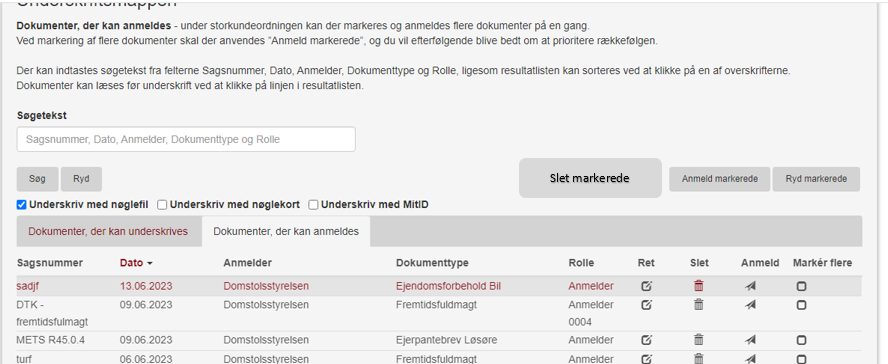 Underskriftsmappen
Dokumenter, der kan anmeldes - under storkundeordningen kan der markeres og anmeldes flere dokumenter på en gang.
Ved markering af flere dokumenter skal der anvendes "Anmeld markerede", og du vil efterfølgende blive bedt om at prioritere rækkefølgen.
Der kan indtastes søgetekst fra felterne Sagsnummer, Dato, Anmelder, Dokumenttype og Rolle, ligesom resultatlisten kan sorteres ved at klikke på en af overskrifterne.
Dokumenter kan læses før underskrift ved at klikke på linjen i resultatlisten.
Søgetekst
Sagsnummer, Dato, Anmelder, Dokumenttype og Rolle
Søg Ryd Slet markerede Anmeld markerede Ryd markerede
Underskriv med nøglefil Underskriv med nøglekort Underskriv med MitID
Dokumenter, der kan underskrives Dokumenter, der kan anmeldes
Sagsnummer Dato Anmelder Dokumenttype Rolle Ret Slet Anmeld Markér flere
sadjf 13.06.2023 Domstolsstyrelsen Ejendomsforbehold Bil Anmelder
DTK - 09.06.2023 Domstolsstyrelsen Fremtidsfuldmagt Anmelder
fremtidsfulmagt 0004
METS R45.0.4 09.06.2023 Domstolsstyrelsen Ejerpantebrev Løsøre Anmelder
turf 06.06.2023 Domstolsstyrelsen Fremtidsfuldmagt Anmelder